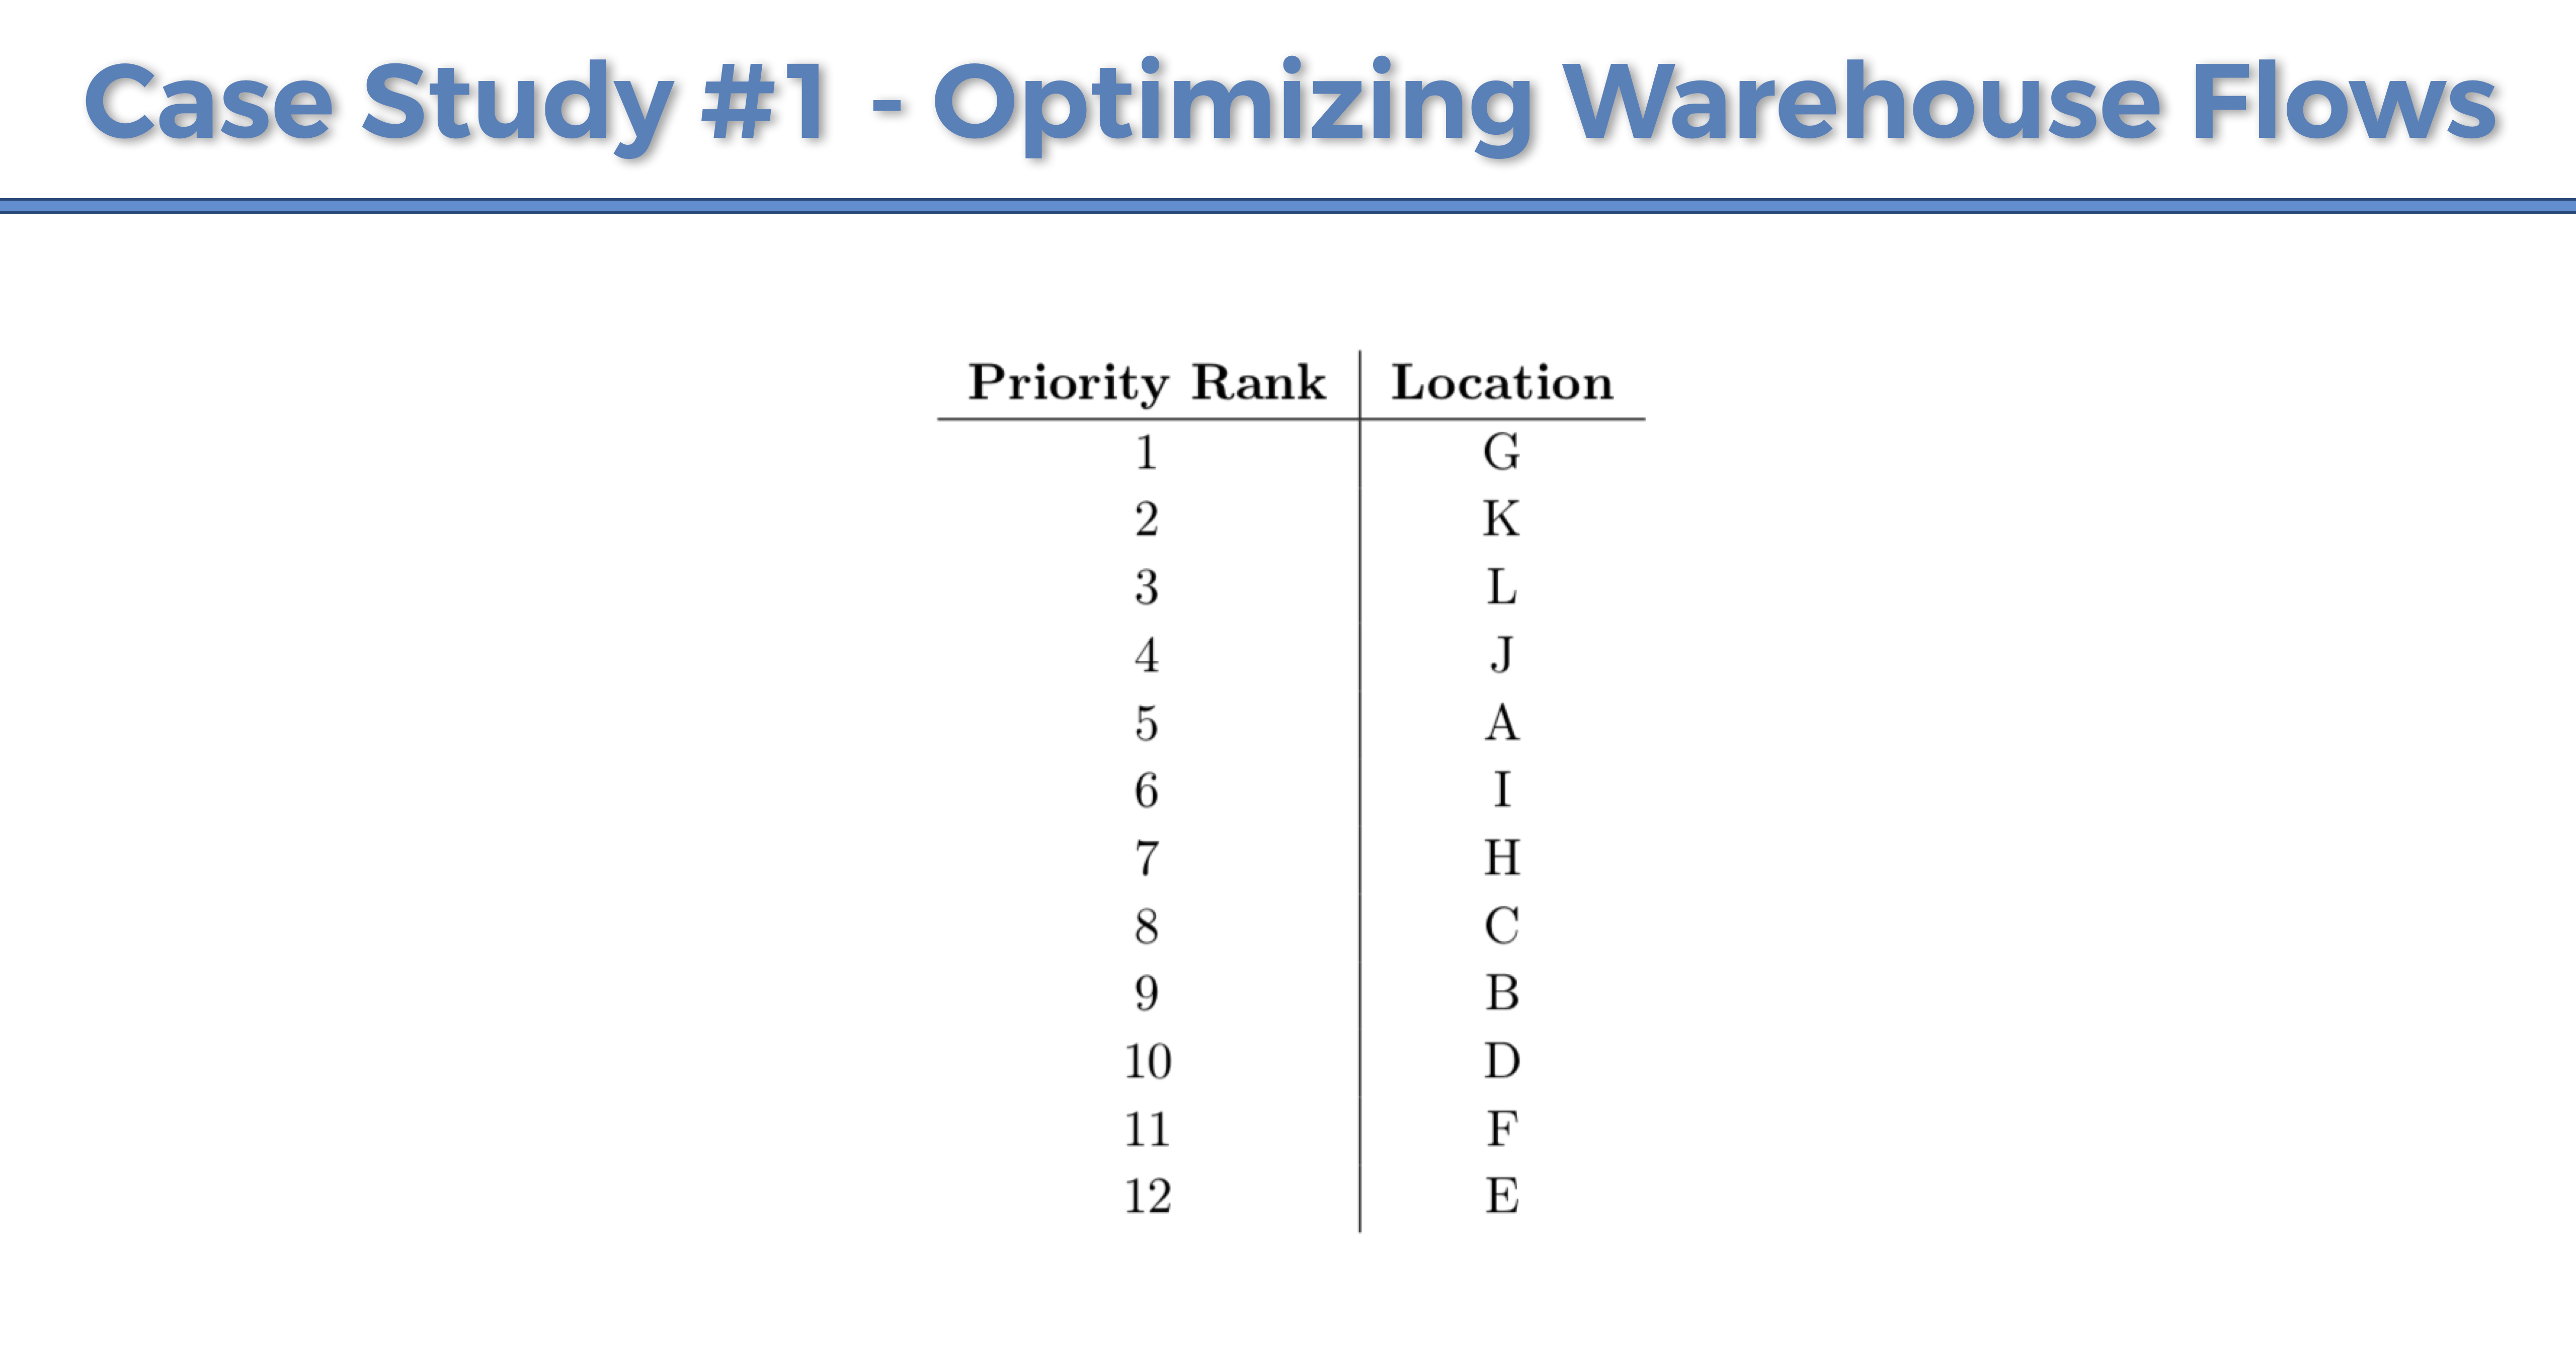 Case Study #1 - Optimizing Warehouse Flows
Priority Rank Location
1 G
2 K
3 L
4 J
5 A
6 I
7 H
8 C
9 B
10 D
11 F
12 E